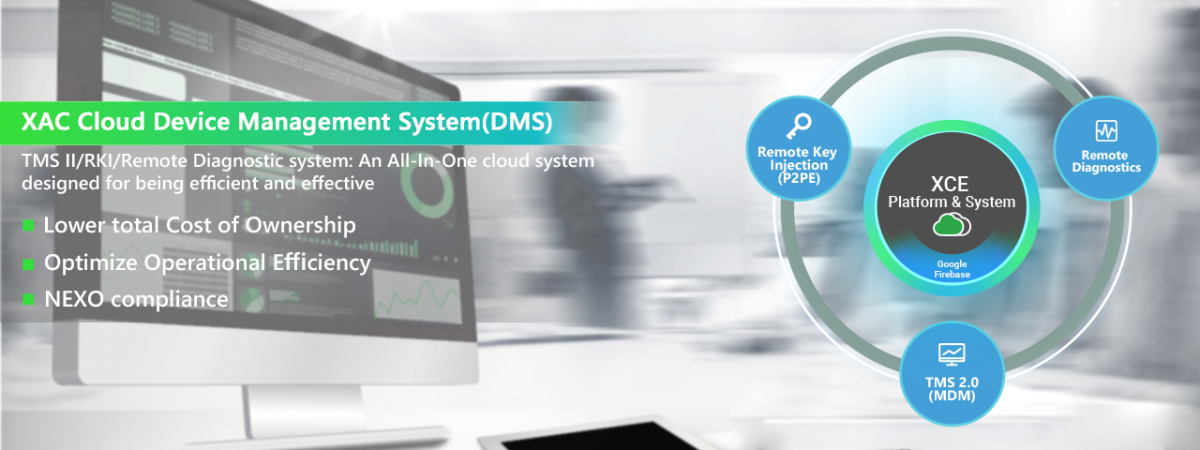 XAC Cloud Device Management System(DMS)
TMS II/RKI/Remote Diagnostic system: An All-In-One cloud system
designed for being efficient and effective
Lower total Cost of Ownership
Optimize Operational Efficiency
NEXO compliance
Remote Key
Injection
(P2PE)
Remote
Diagnostics
XCE
Platform & System
Google
Firebase
TMS 2.0
(MDM)